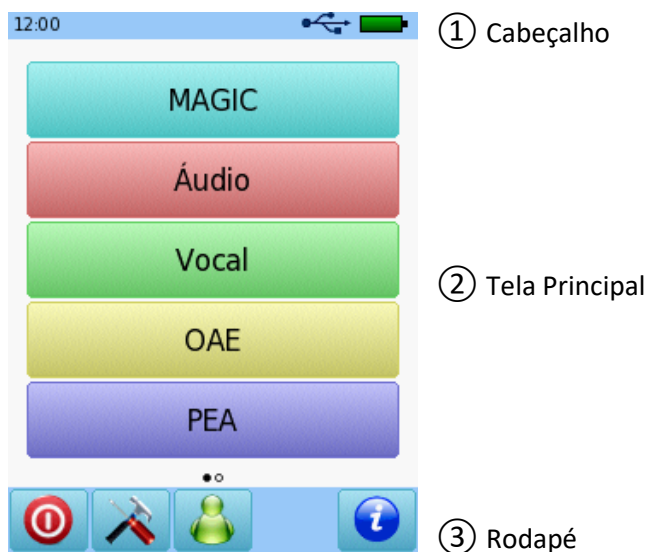 12:00
① Cabeçalho
MAGIC
Áudio
Vocal
② Tela Principal
OAE
PEA
③ Rodapé